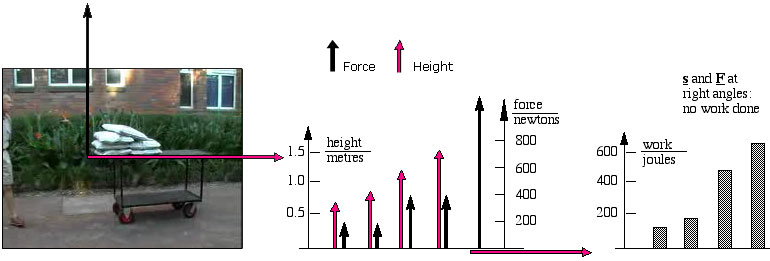 Force
Height
height
metres
1.5
1.0
0.5
force
newtons
800
600
400
200
work
joules
600
400
200
s and F at
right angles:
no work done